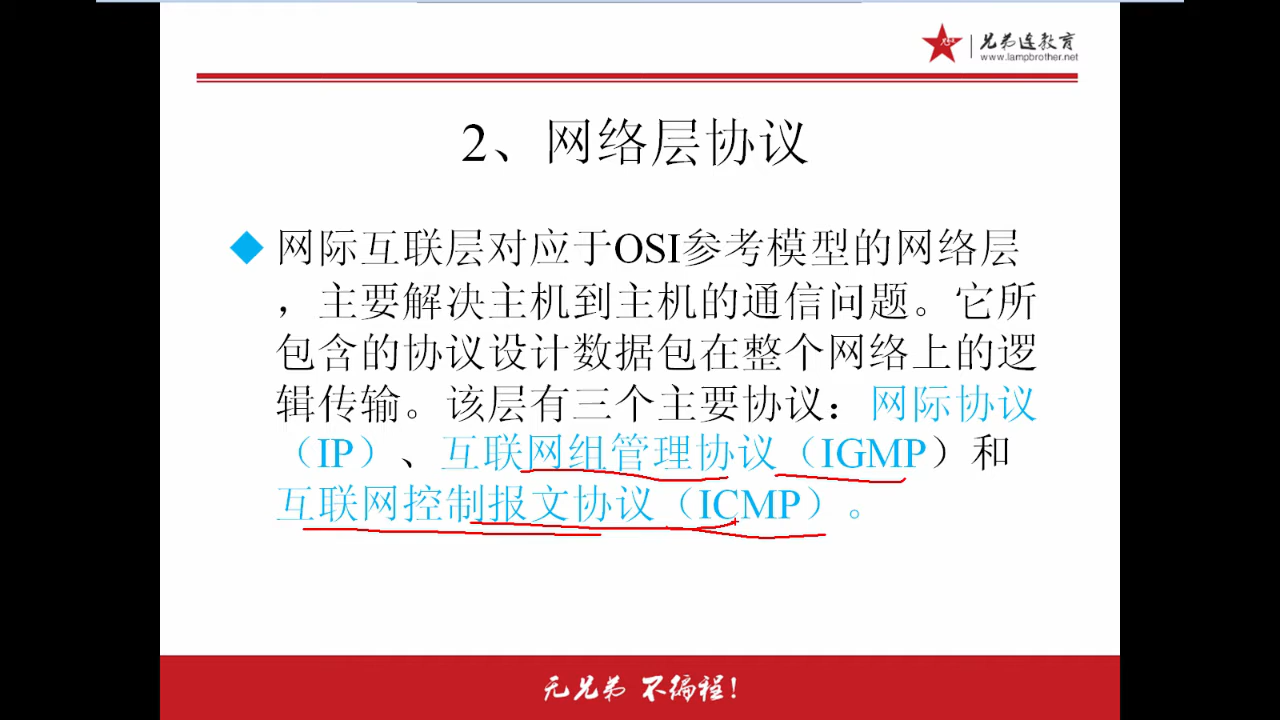 兄弟连教育
www.lampbrother.net
2、网络层协议
网际互联层对应于OSI参考模型的网络层
，主要解决主机到主机的通信问题。它所
包含的协议设计数据包在整个网络上的逻
辑传输。该层有三个主要协议：网际协议
（IP）、互联网组管理协议（IGMP）和
互联网控制报文协议（ICMP）。
无兄弟 不编程！